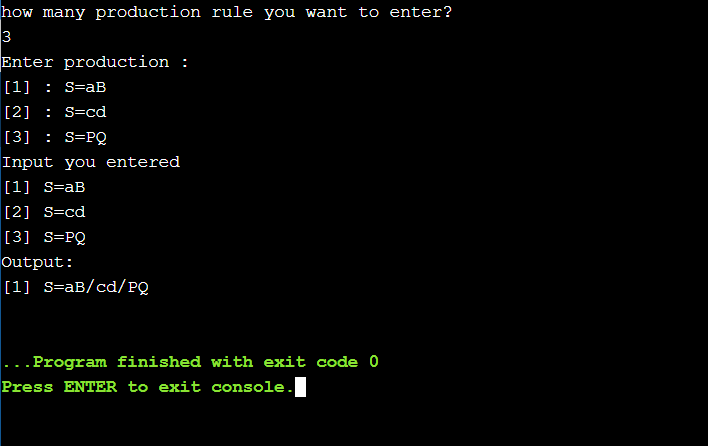 how many production rule you want to enter?
3
Enter production :
[1] : S=aB
[2] : S=cd
[3] : S=PQ
Input you entered
[1] S=aB
[2] S=cd
[3] S=PQ
Output:
[1] S=aB/cd/PQ
...Program finished with exit code 0
Press ENTER to exit console.